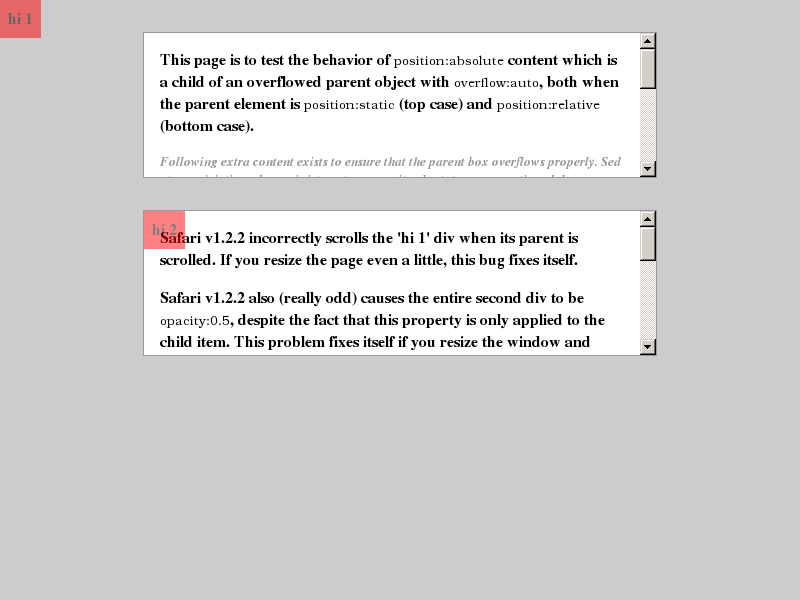 hi 1
This page is to test the behavior of position:absolute content which is
a child of an overflowed parent object with overflow:auto, both when
the parent element is position:static (top case) and position:relative
(bottom case).
Following extra content exists to ensure that the parent box overflows properly. Sed
hi 2
Safari v1.2.2 incorrectly scrolls the 'hi 1' div when its parent is
scrolled. If you resize the page even a little, this bug fixes itself.
Safari v1.2.2 also (really odd) causes the entire second div to be
opacity:0.5, despite the fact that this property is only applied to the
child item. This problem fixes itself if you resize the window and